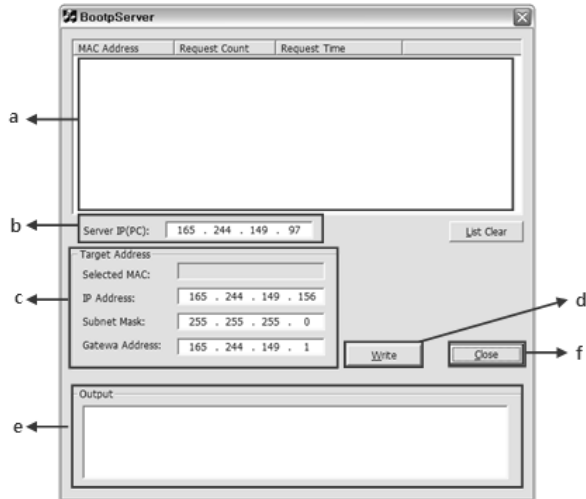 BootpServer
MAC Address Request Count Request Time
a
b
Server IP(PC): 165 . 244 . 149 . 97
List Clear
Target Address
Selected MAC:
c
IP Address: 165 . 244 . 149 . 156
d
Subnet Mask: 255 . 255 . 255 . 0
Gatewa Address: 165 . 244 . 149 . 1
Write
Close
f
Output
e